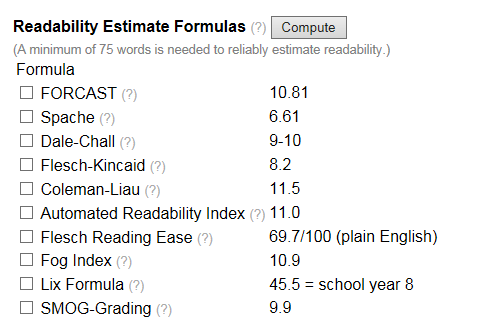 Readability Estimate Formulas (?) Compute
(A minimum of 75 words is needed to reliably estimate readability.)
Formula
FORCAST (?) 10.81
Spache (?) 6.61
Dale-Chall (?) 9-10
Flesch-Kincaid (?) 8.2
Coleman-Liau (?) 11.5
Automated Readability Index (?) 11.0
Flesch Reading Ease (?) 69.7/100 (plain English)
Fog Index (?) 10.9
Lix Formula (?) 45.5 = school year 8
SMOG-Grading (?) 9.9